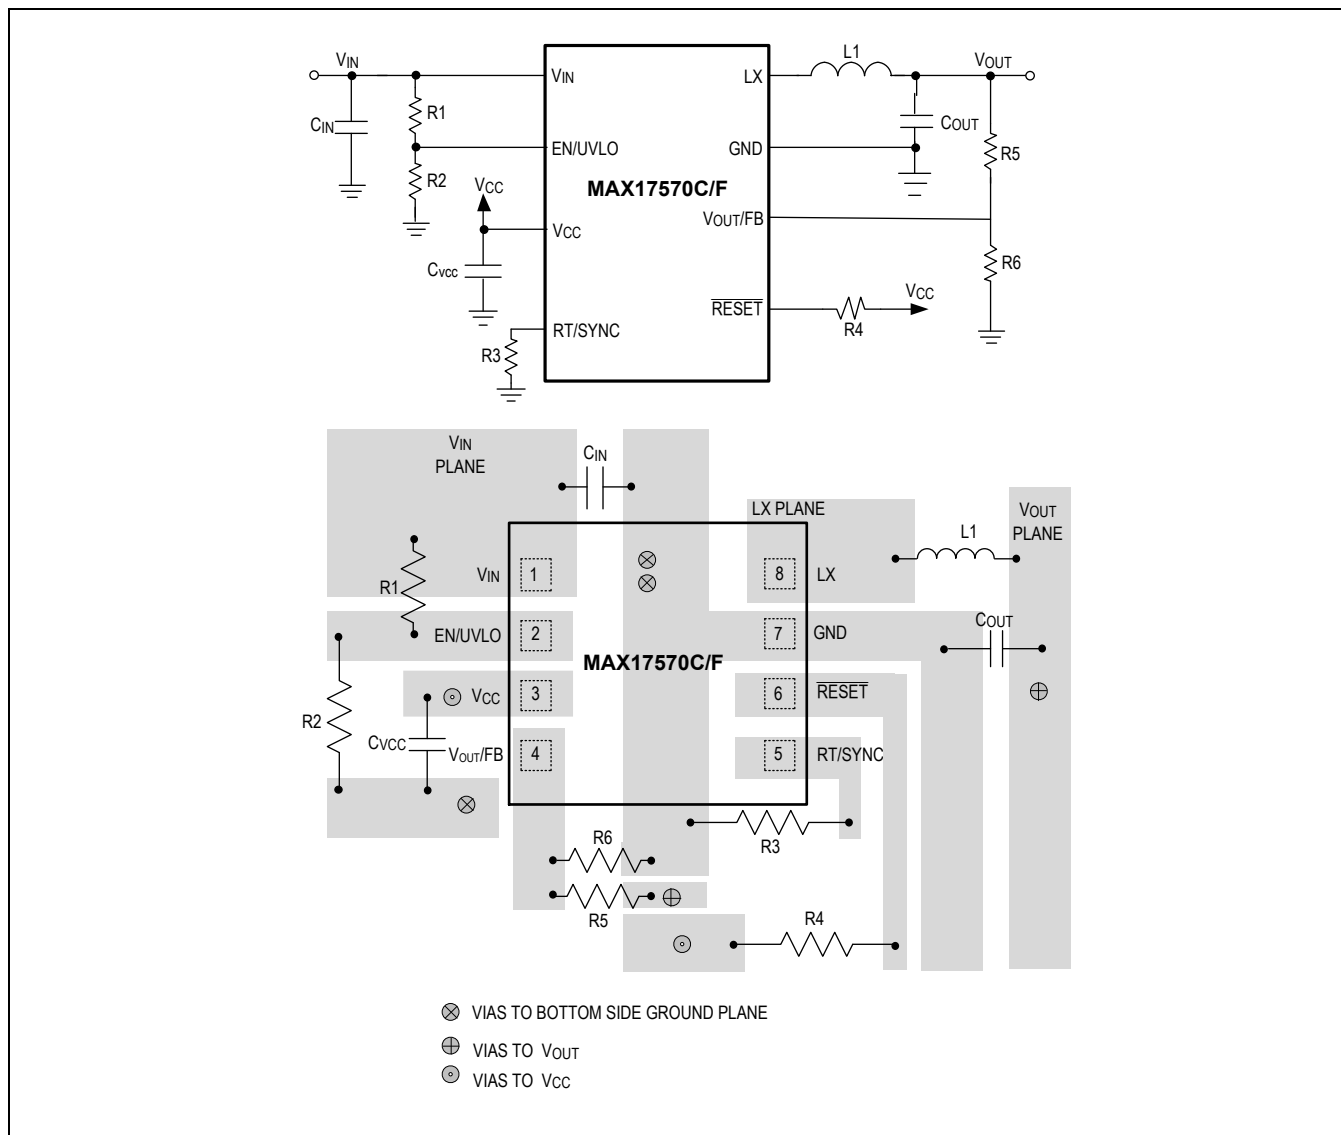 VIN
CIN
R1
R2
VCC
CVCC
R3
VIN
EN/UVLO
VCC
RT/SYNC
MAX17570C/F
LX
GND
VOUT/FB
RESET
L1
VOUT
COUT
R5
R6
VCC
R4
VIN
PLANE
CIN
LX PLANE
VOUT
PLANE
L1
R1
VIN
1
8
LX
EN/UVLO
2
7
GND
COUT
MAX17570C/F
VCC
3
6
RESET
R2
CVCC
VOUT/FB
4
5
RT/SYNC
R3
R6
R5
R4
VIAS TO BOTTOM SIDE GROUND PLANE
VIAS TO VOUT
VIAS TO VCC